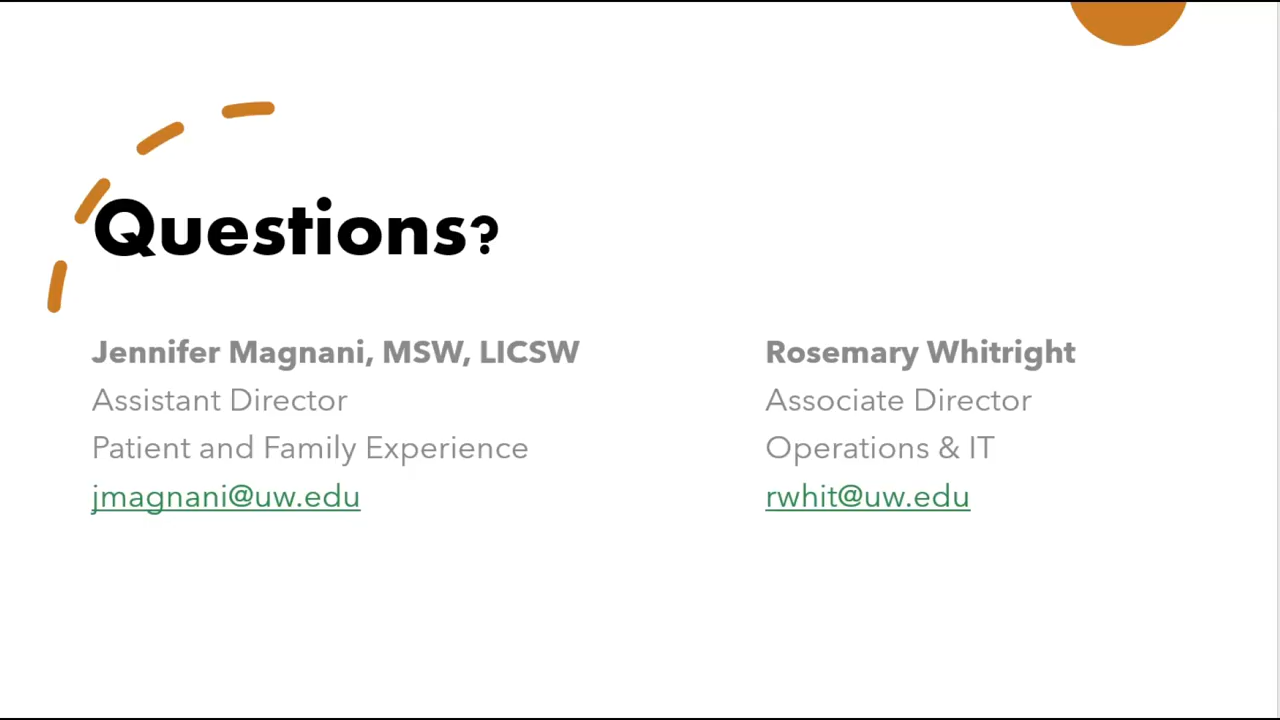 Questions?
Jennifer Magnani, MSW, LICSW
Assistant Director
Patient and Family Experience
jmagnani@uw.edu
Rosemary Whitright
Associate Director
Operations & IT
rwhit@uw.edu